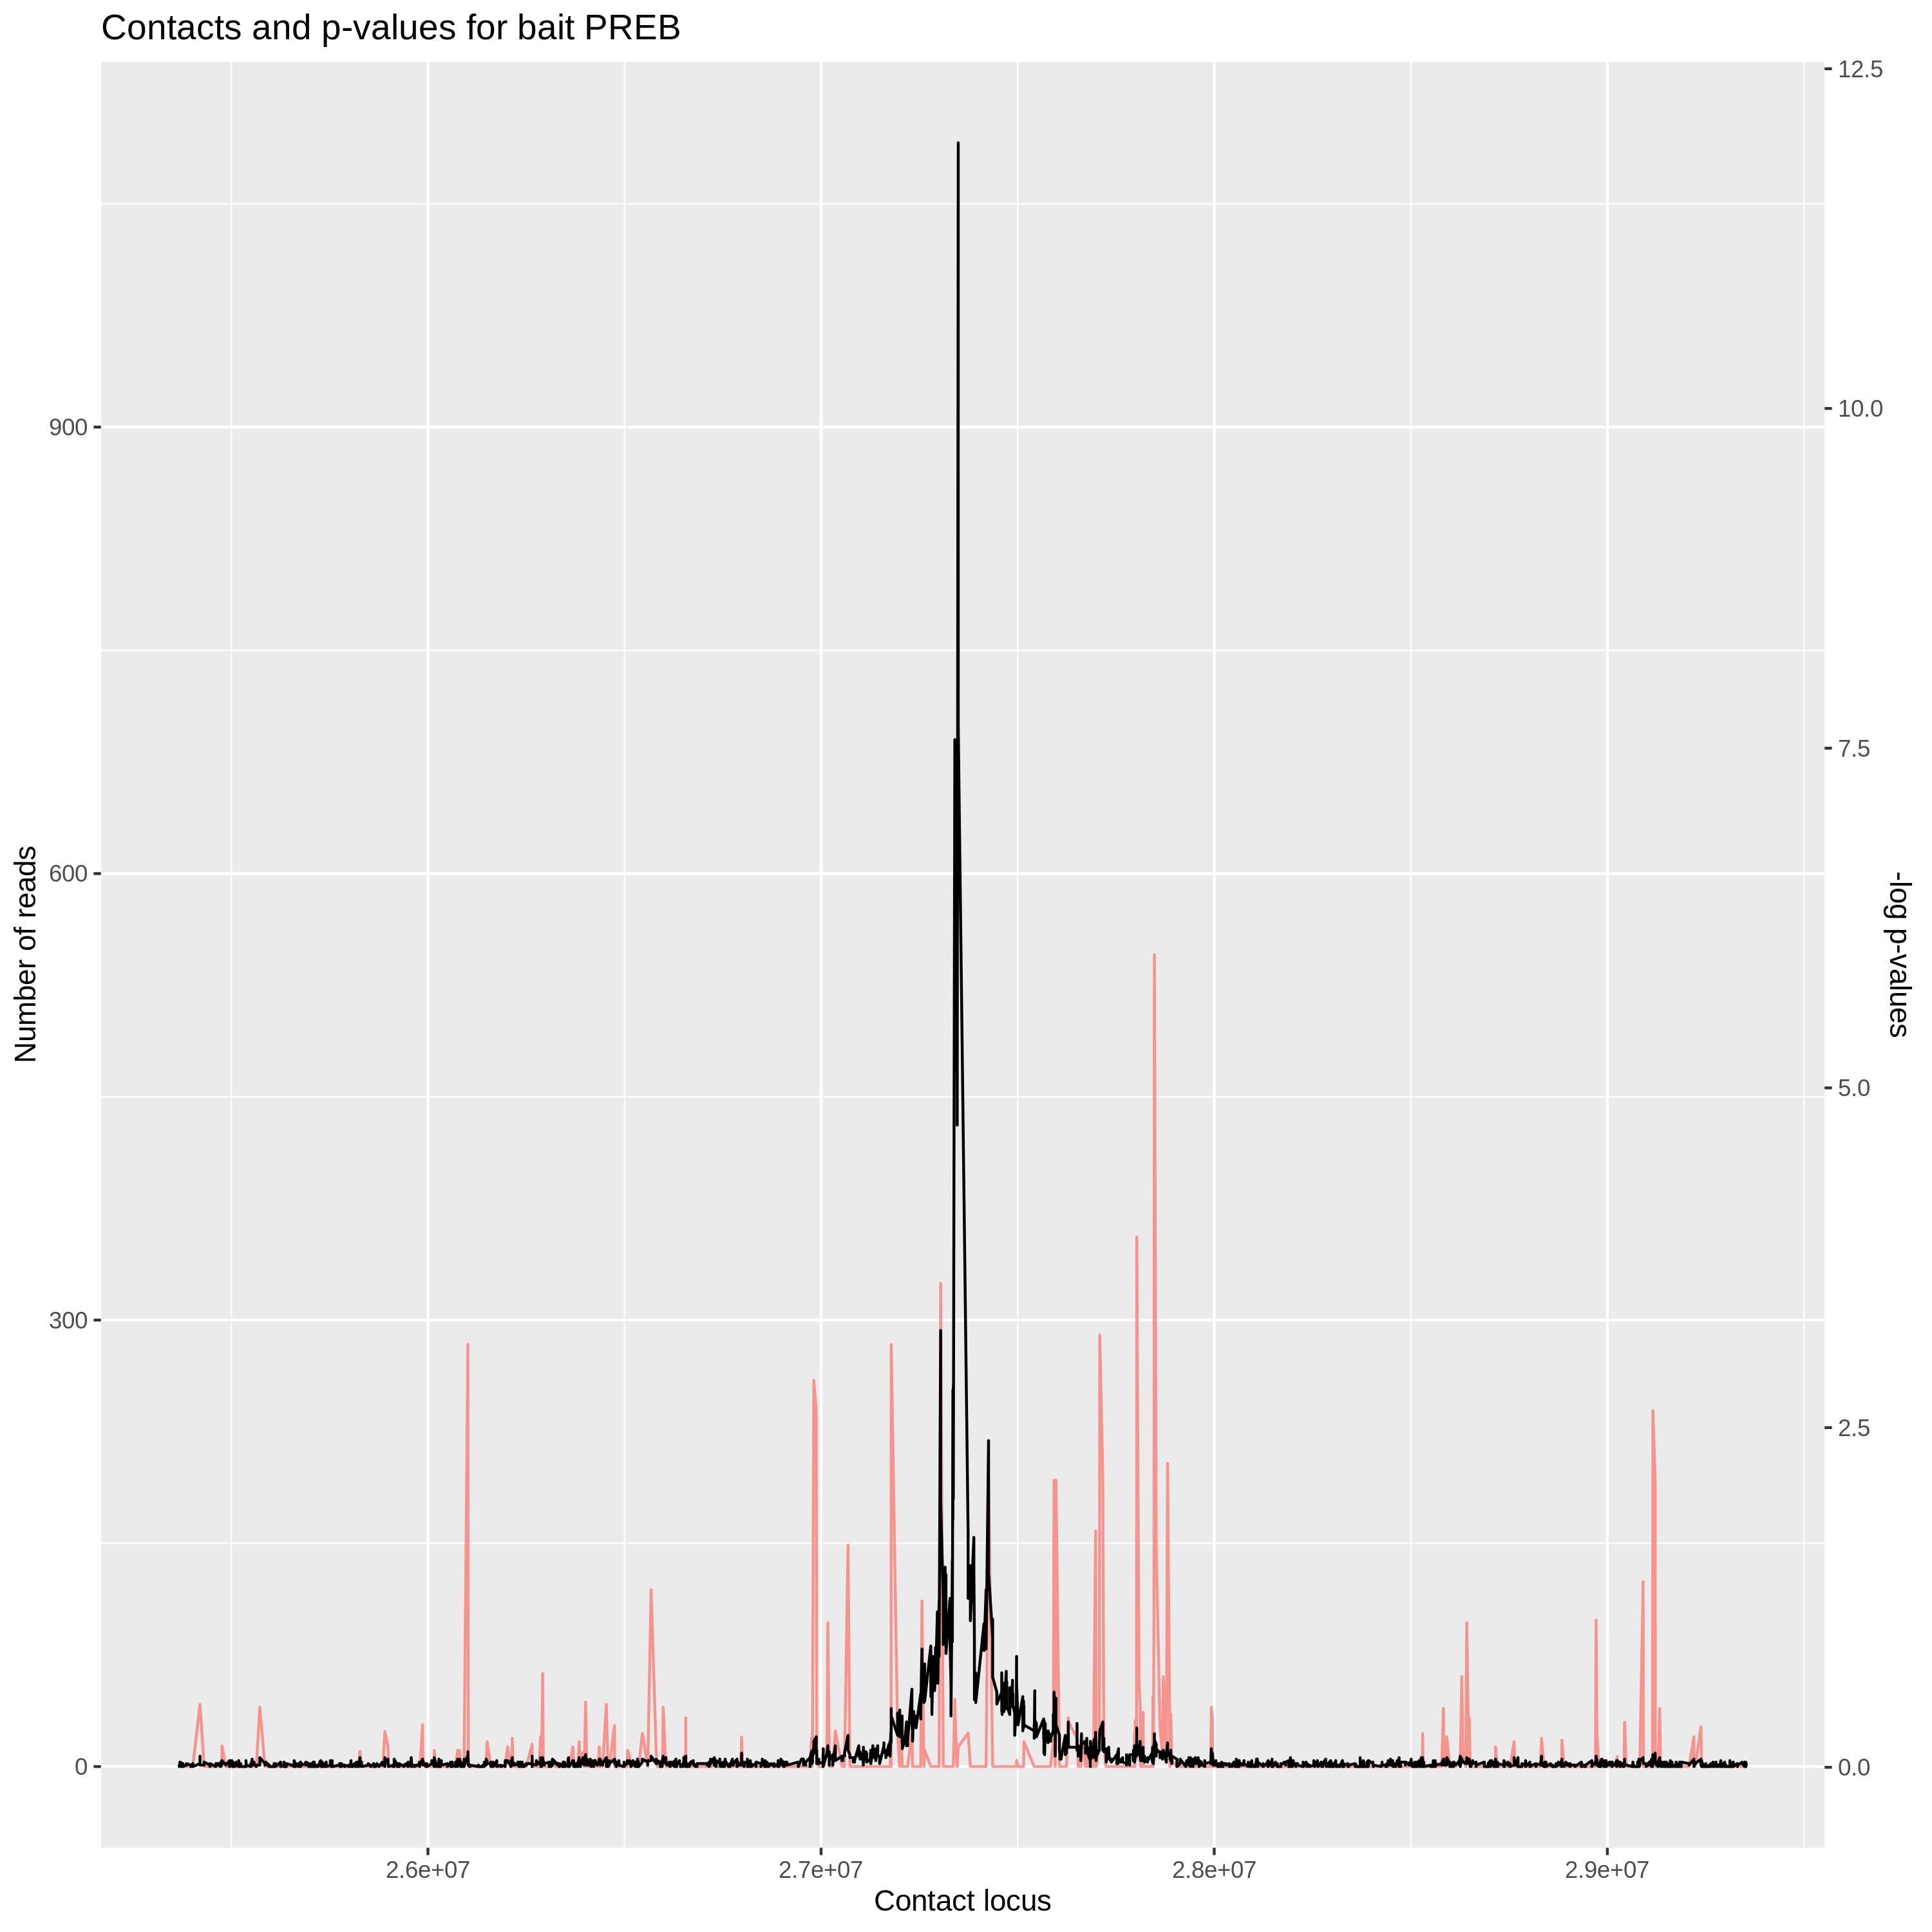 Contacts and p-values for bait PREB
12.5
10.0
7.5
5.0
2.5
0.0
900
600
300
0
Number of reads
-log p-values
2.6e+07
2.7e+07
2.8e+07
2.9e+07
Contact locus